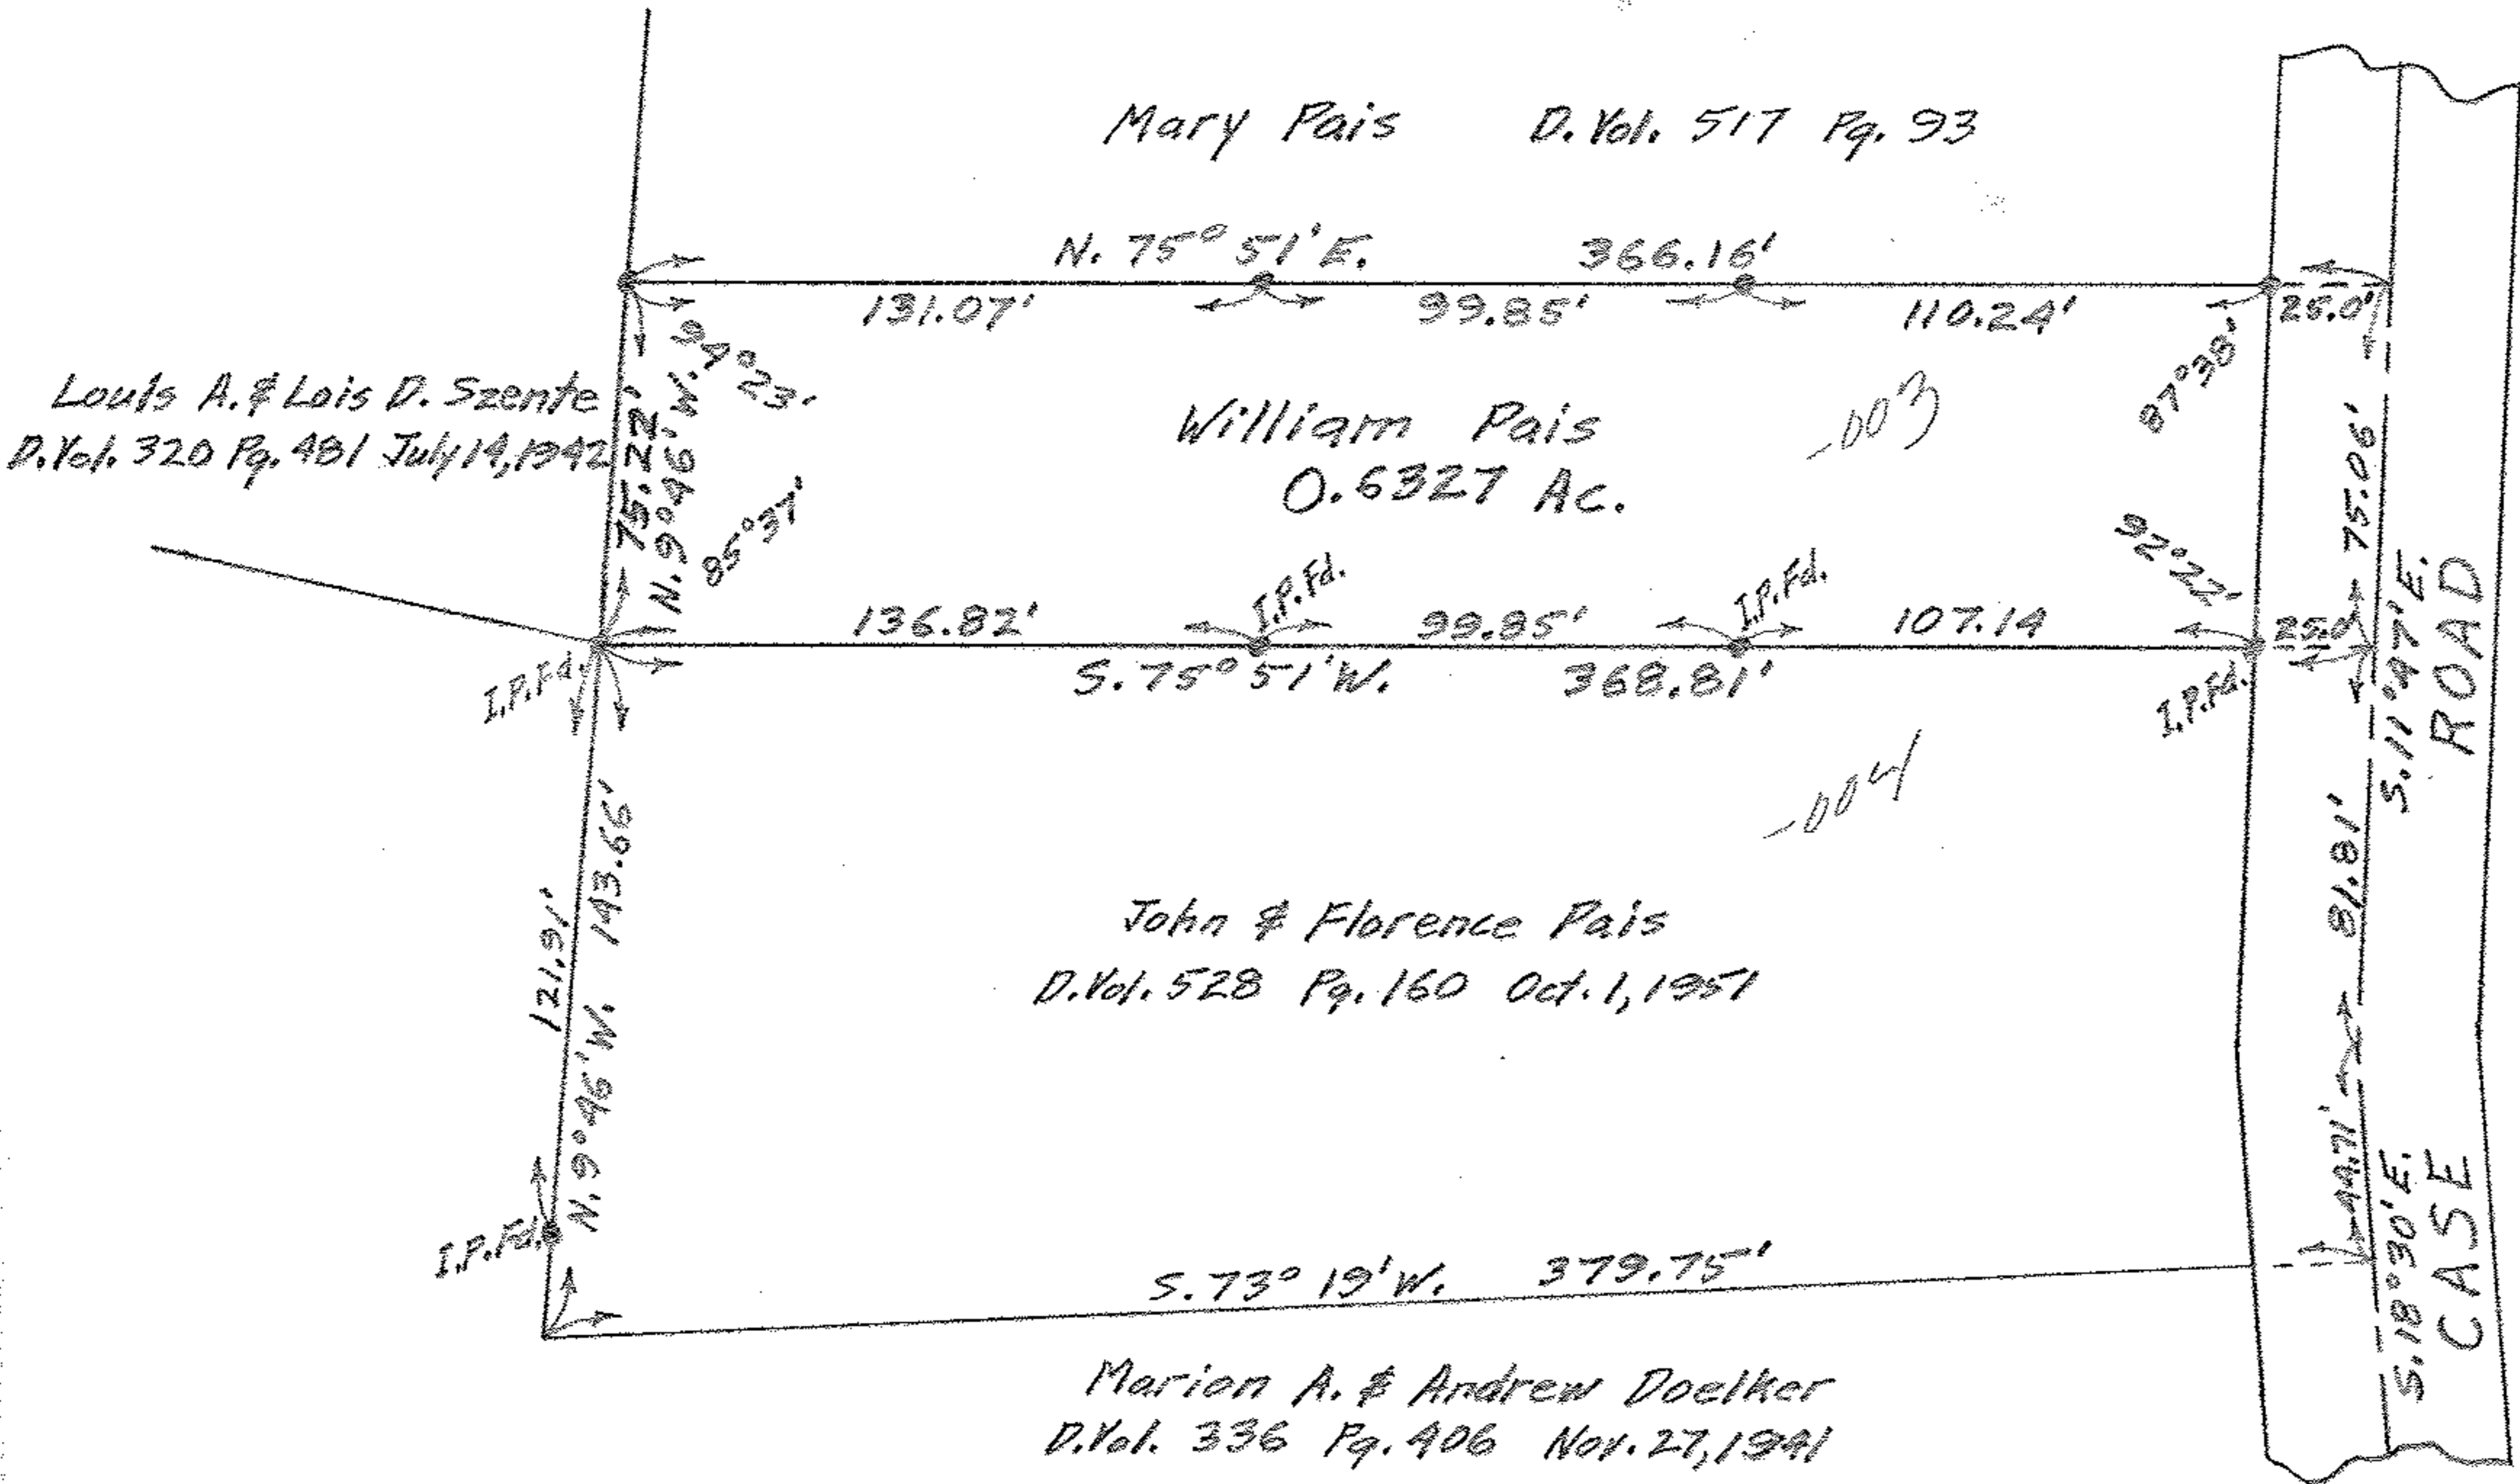 Mary Pais D. Vol. 517 Pg. 93
N. 75° 51' E. 366.16'
131.07' 99.85' 110.24' 25.0'
94° 23'
87° 38'
Louis A. & Lois D. Szente
D. Vol. 320 Pg. 481 July 14, 1942
75.22'
N. 9° 46' W.
85° 37'
William Pais
0.6327 Ac.
-003
75.06'
92° 22'
I.P.Fd.
I.P.Fd.
136.82' 99.85' 107.14 25.0'
S. 75° 51' W. 368.81'
I.P.Fd.
I.P.Fd.
S. 11° 47' E.
ROAD
-004
121.91'
N. 9° 46' W. 143.66'
81.81'
John & Florence Pais
D. Vol. 528 Pg. 160 Oct. 1, 1951
44.71'
S. 18° 30' E.
CASE
I.P.Fd.
S. 73° 19' W. 379.75'
Marion A. & Andrew Doelker
D. Vol. 336 Pg. 406 Nov. 27, 1941